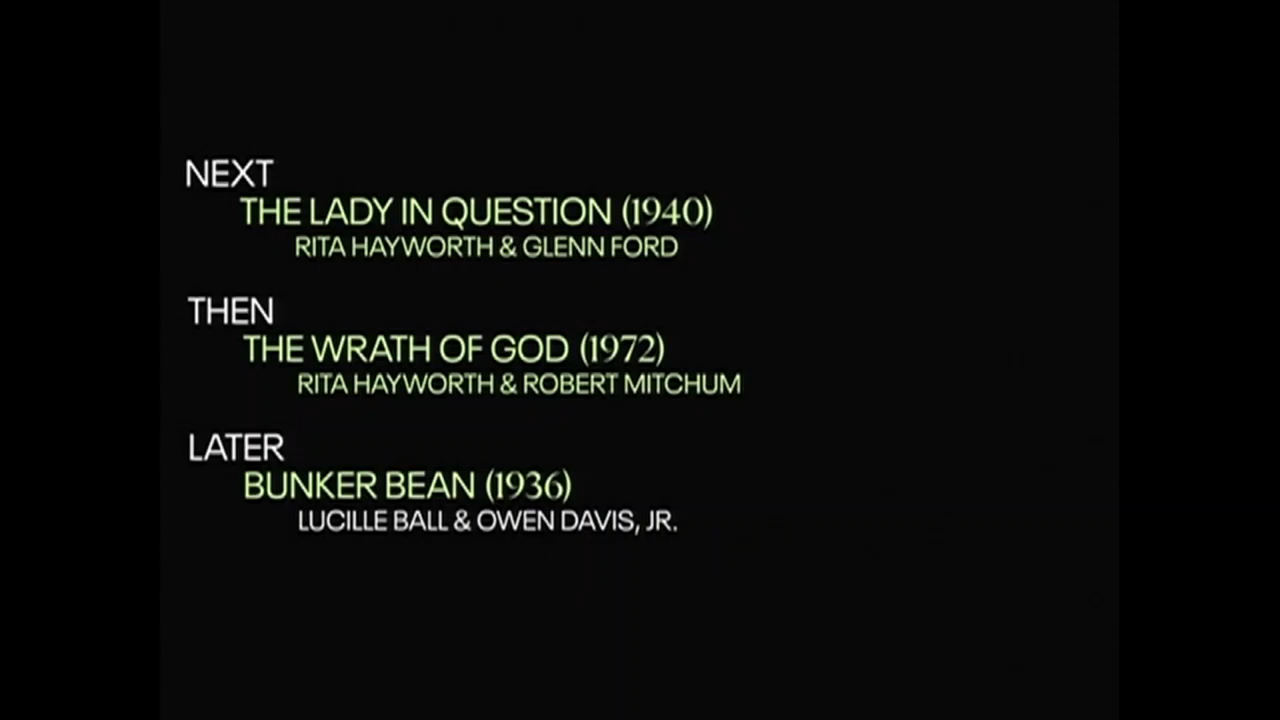 NEXT
THE LADY IN QUESTION (1940)
RITA HAYWORTH & GLENN FORD
THEN
THE WRATH OF GOD (1972)
RITA HAYWORTH & ROBERT MITCHUM
LATER
BUNKER BEAN (1936)
LUCILLE BALL & OWEN DAVIS, JR.